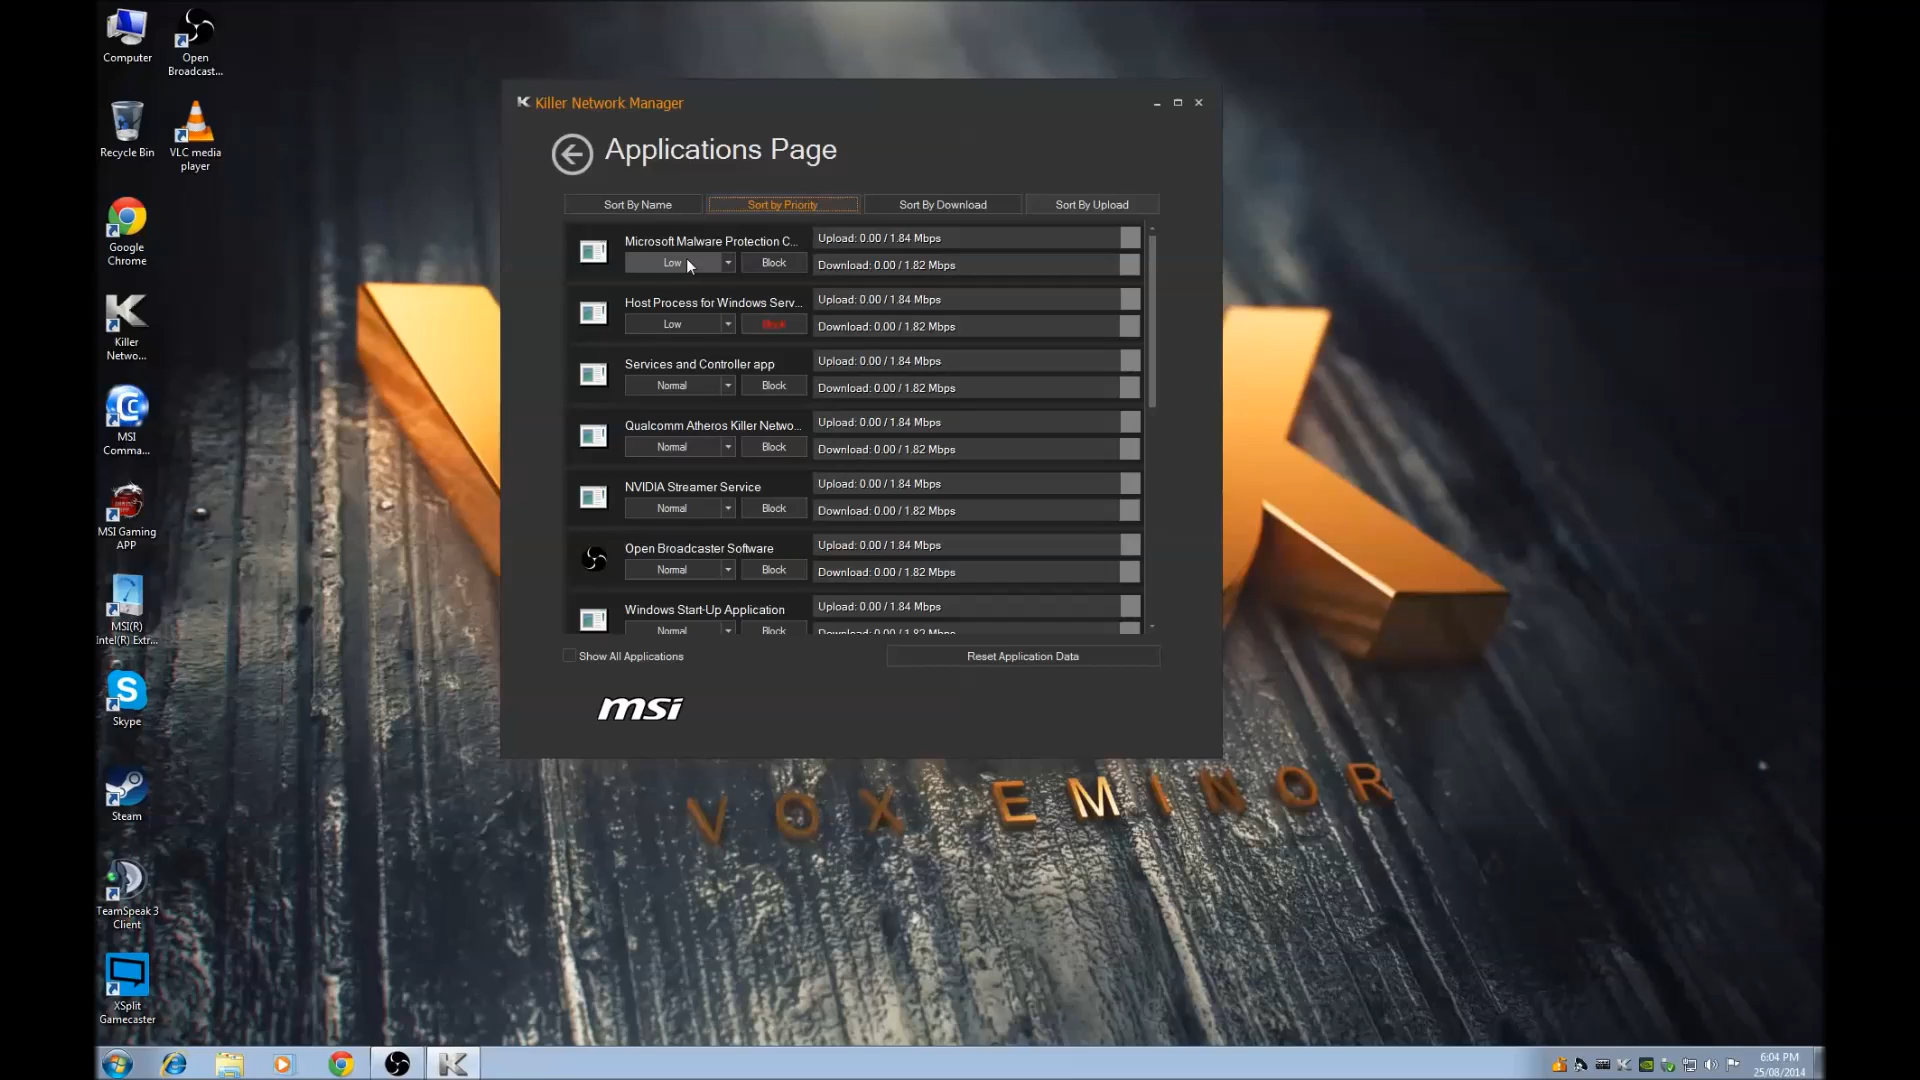 Computer
Open
Broadcast...
Recycle Bin
VLC media
player
Google
Chrome
Killer
Netwo...
MSI
Comma...
MSI Gaming
APP
MSI(R)
Intel(R) Extr...
Skype
Steam
TeamSpeak 3
Client
XSplit
Gamecaster
Killer Network Manager
Applications Page
Sort By Name
Sort by Priority
Sort By Download
Sort By Upload
Microsoft Malware Protection C...
Low
Block
Upload: 0.00 / 1.84 Mbps
Download: 0.00 / 1.82 Mbps
Host Process for Windows Serv...
Low
Block
Upload: 0.00 / 1.84 Mbps
Download: 0.00 / 1.82 Mbps
Services and Controller app
Normal
Block
Upload: 0.00 / 1.84 Mbps
Download: 0.00 / 1.82 Mbps
Qualcomm Atheros Killer Netwo...
Normal
Block
Upload: 0.00 / 1.84 Mbps
Download: 0.00 / 1.82 Mbps
NVIDIA Streamer Service
Normal
Block
Upload: 0.00 / 1.84 Mbps
Download: 0.00 / 1.82 Mbps
Open Broadcaster Software
Normal
Block
Upload: 0.00 / 1.84 Mbps
Download: 0.00 / 1.82 Mbps
Windows Start-Up Application
Normal
Block
Upload: 0.00 / 1.84 Mbps
Download: 0.00 / 1.82 Mbps
Show All Applications
Reset Application Data
msi
VOX EMINOR
6:04 PM
25/08/2014